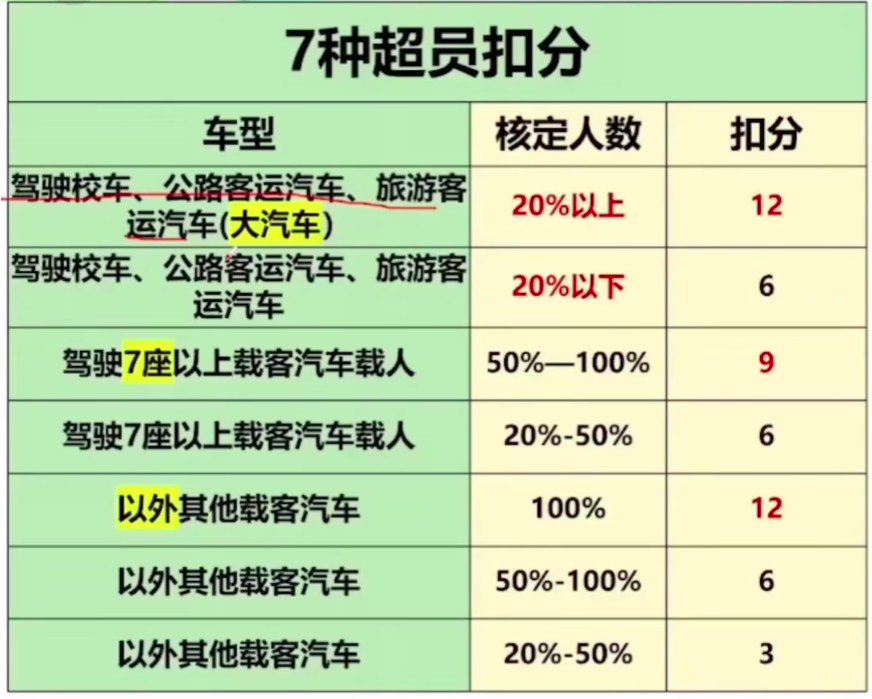 7种超员扣分
车型 核定人数 扣分
驾驶校车、公路客运汽车、旅游客
运汽车(大汽车) 20%以上 12
驾驶校车、公路客运汽车、旅游客
运汽车 20%以下 6
驾驶7座以上载客汽车载人 50%—100% 9
驾驶7座以上载客汽车载人 20%-50% 6
以外其他载客汽车 100% 12
以外其他载客汽车 50%-100% 6
以外其他载客汽车 20%-50% 3